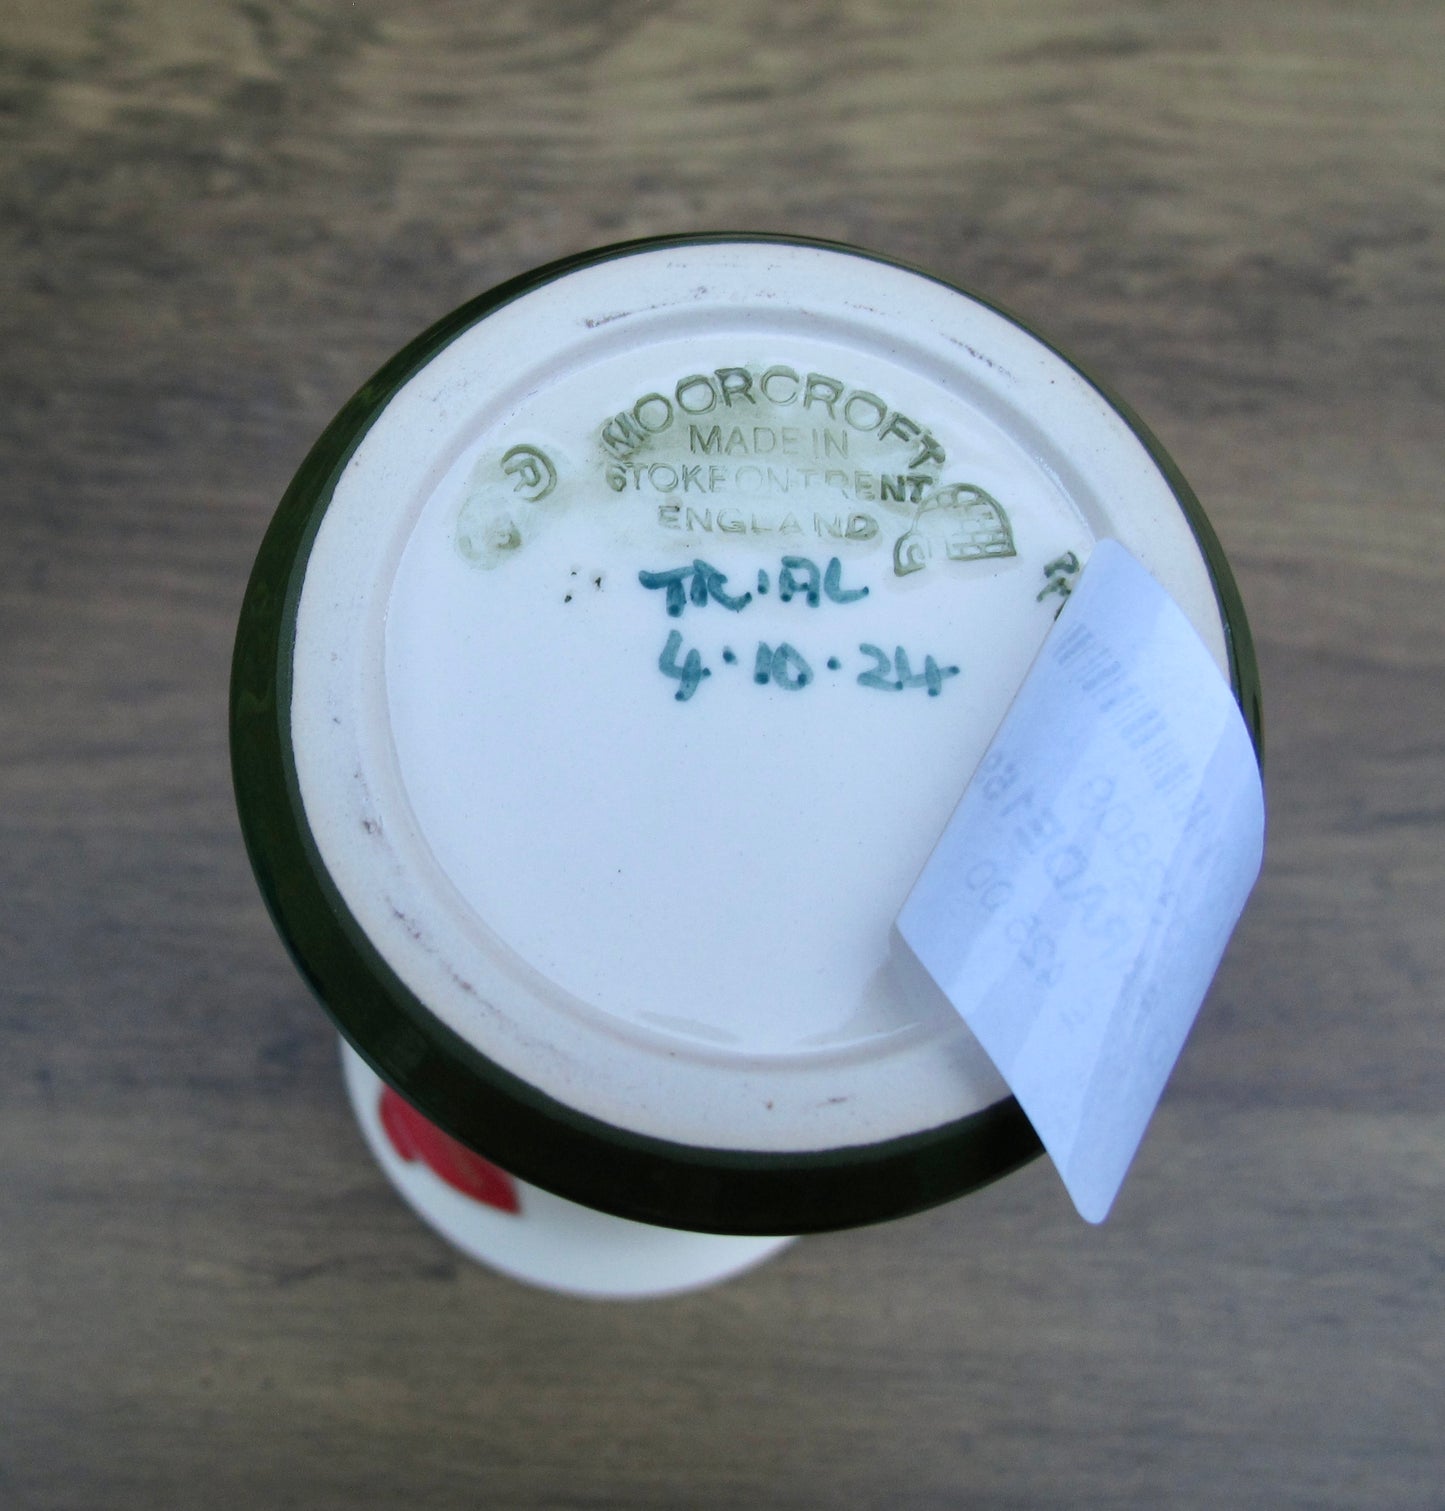 MOORCROFT
MADE IN
STOKE ON TRENT
ENGLAND
®
TRIAL
4.10.24